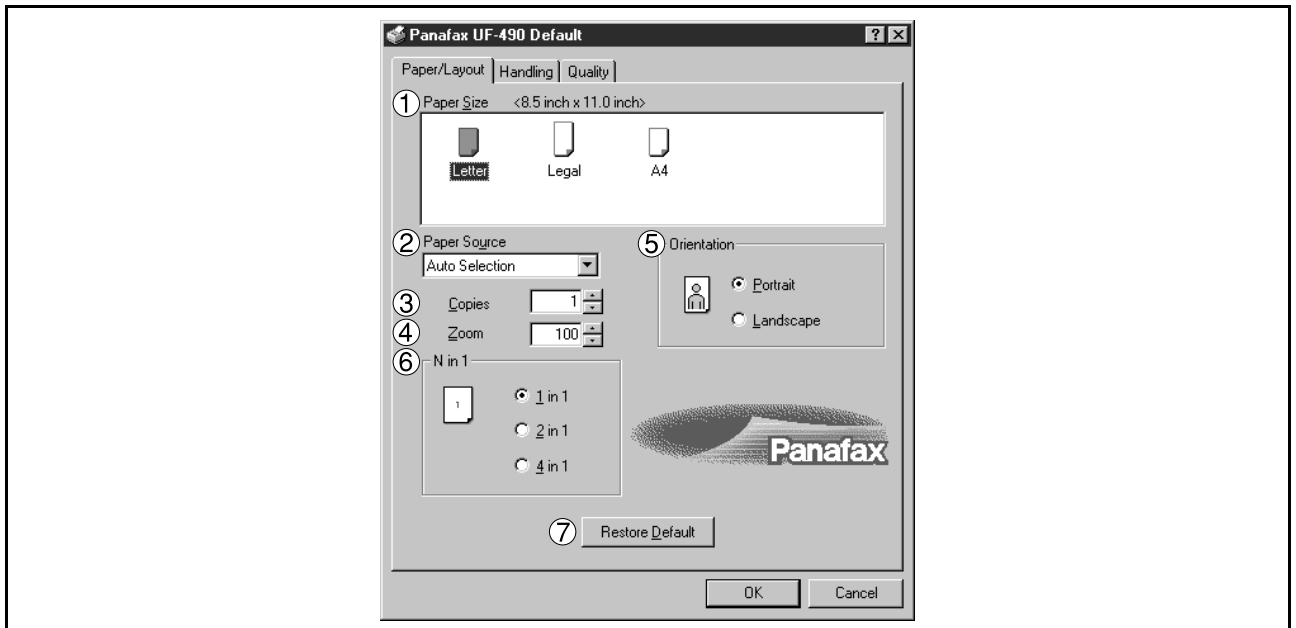 Panafax UF-490 Default
Paper/Layout Handling Quality
① Paper Size <8.5 inch x 11.0 inch>
Letter Legal A4
② Paper Source
Auto Selection
③ Copies 1
④ Zoom 100
⑤ Orientation
Portrait
Landscape
⑥ N in 1
1
1 in 1
2 in 1
4 in 1
Panafax
⑦ Restore Default
OK Cancel